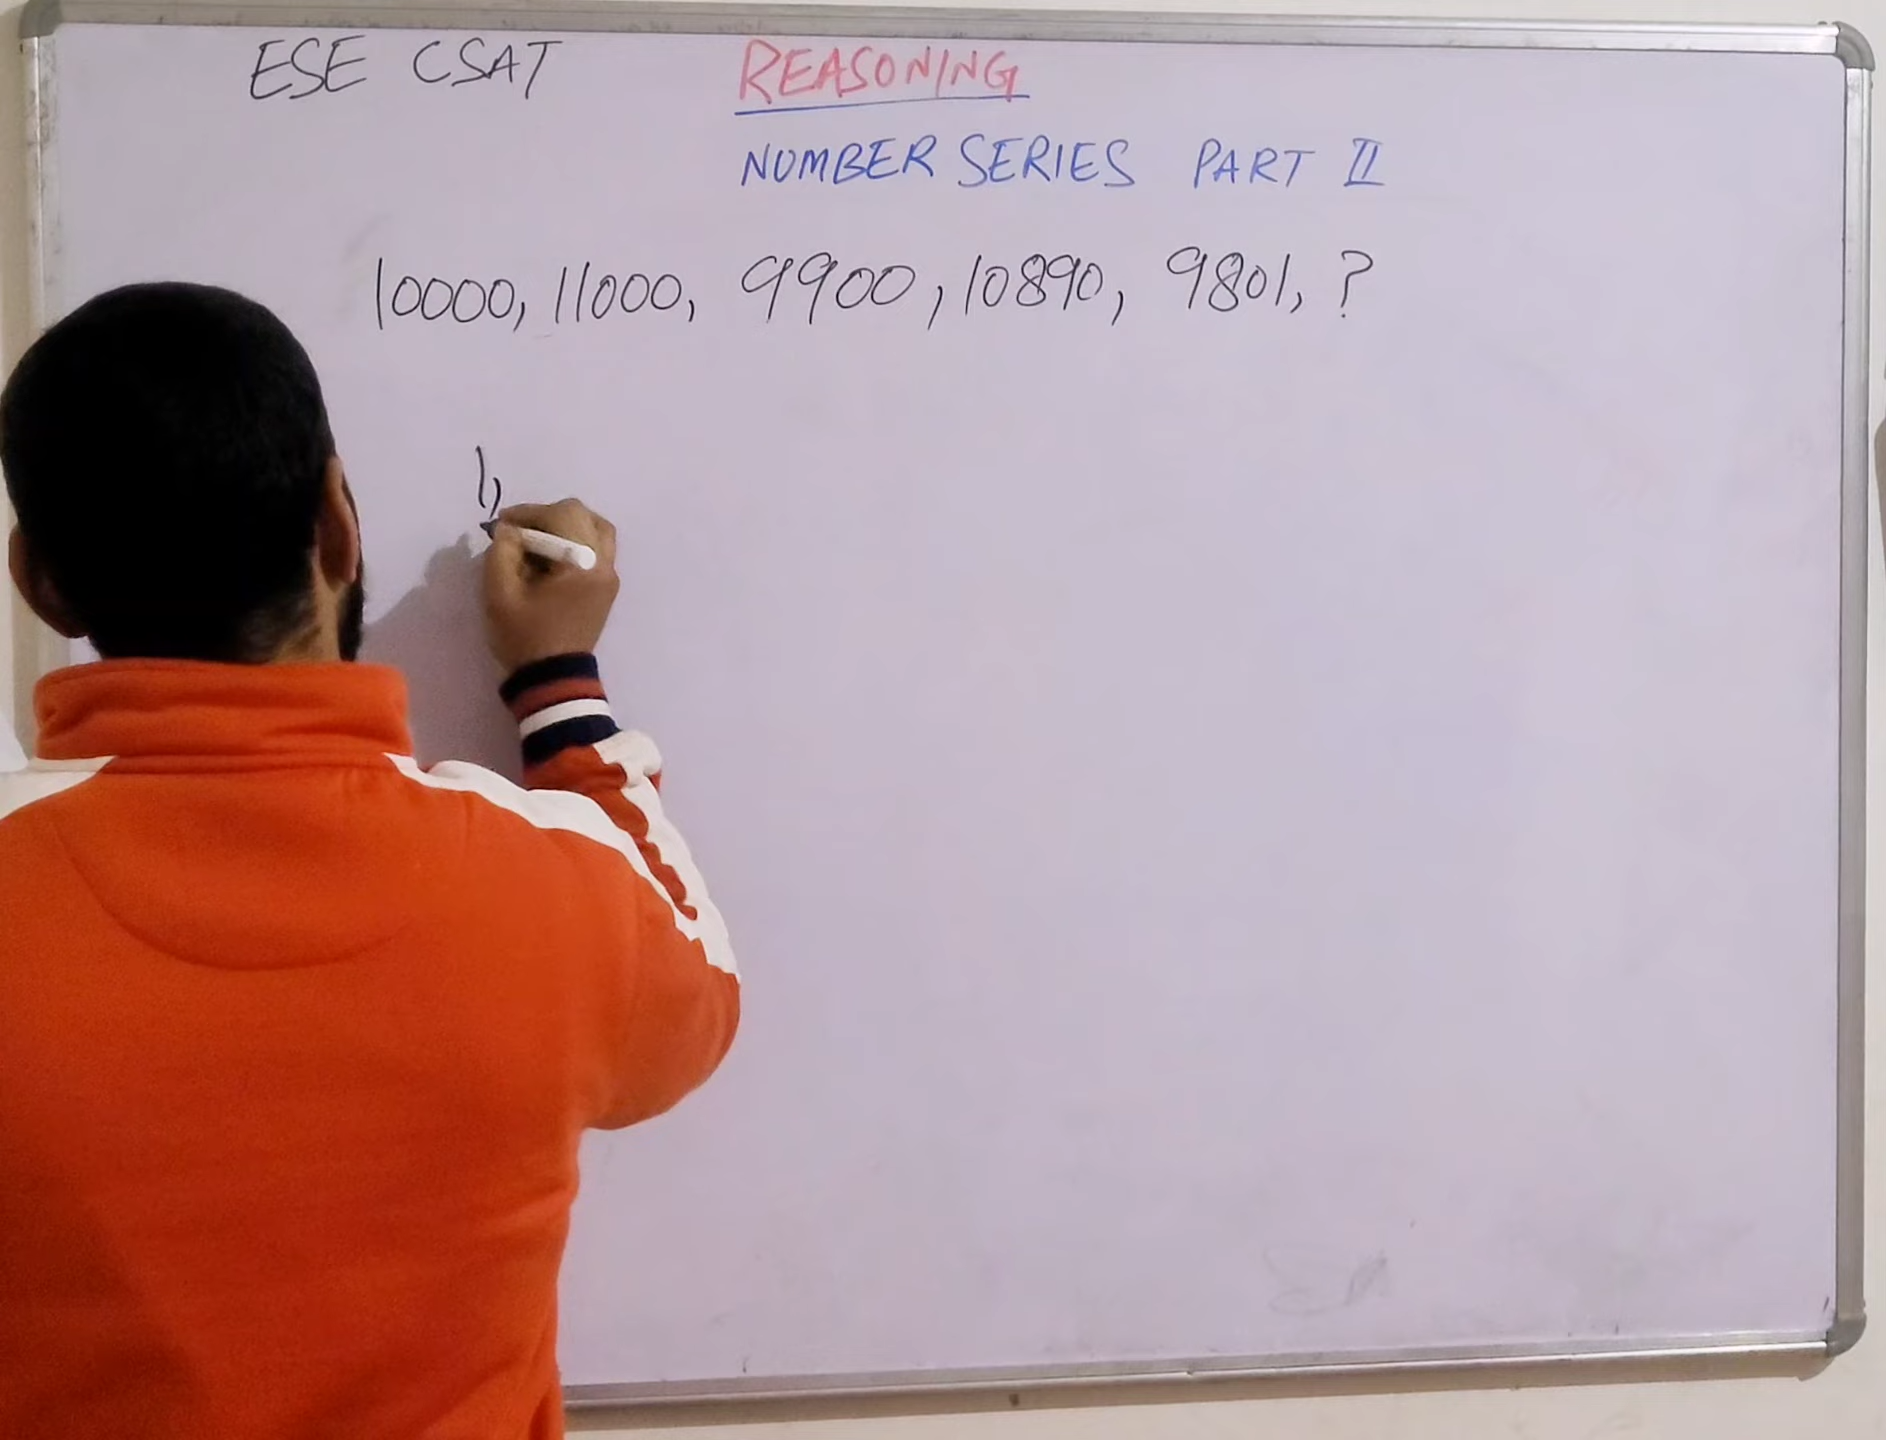 ESE CSAT REASONING
NUMBER SERIES PART II
10000, 11000, 9900, 10890, 9801, ?